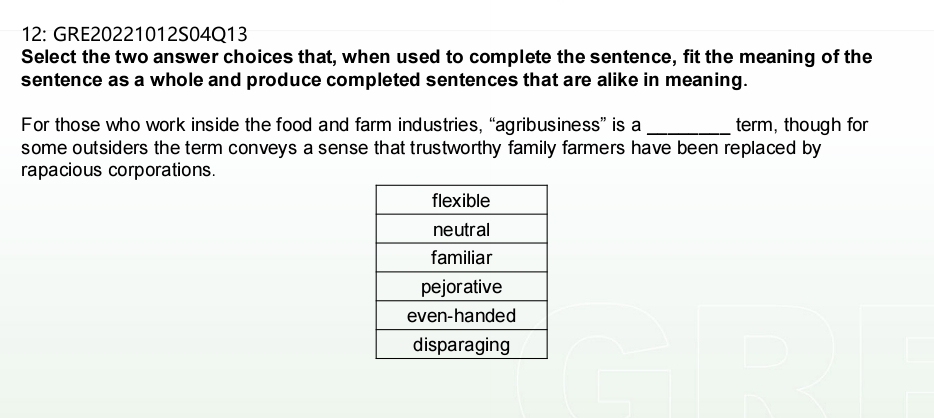 12: GRE20221012S04Q13
Select the two answer choices that, when used to complete the sentence, fit the meaning of the
sentence as a whole and produce completed sentences that are alike in meaning.
For those who work inside the food and farm industries, “agribusiness” is a ________ term, though for
some outsiders the term conveys a sense that trustworthy family farmers have been replaced by
rapacious corporations.
flexible
neutral
familiar
pejorative
even-handed
disparaging
GRE